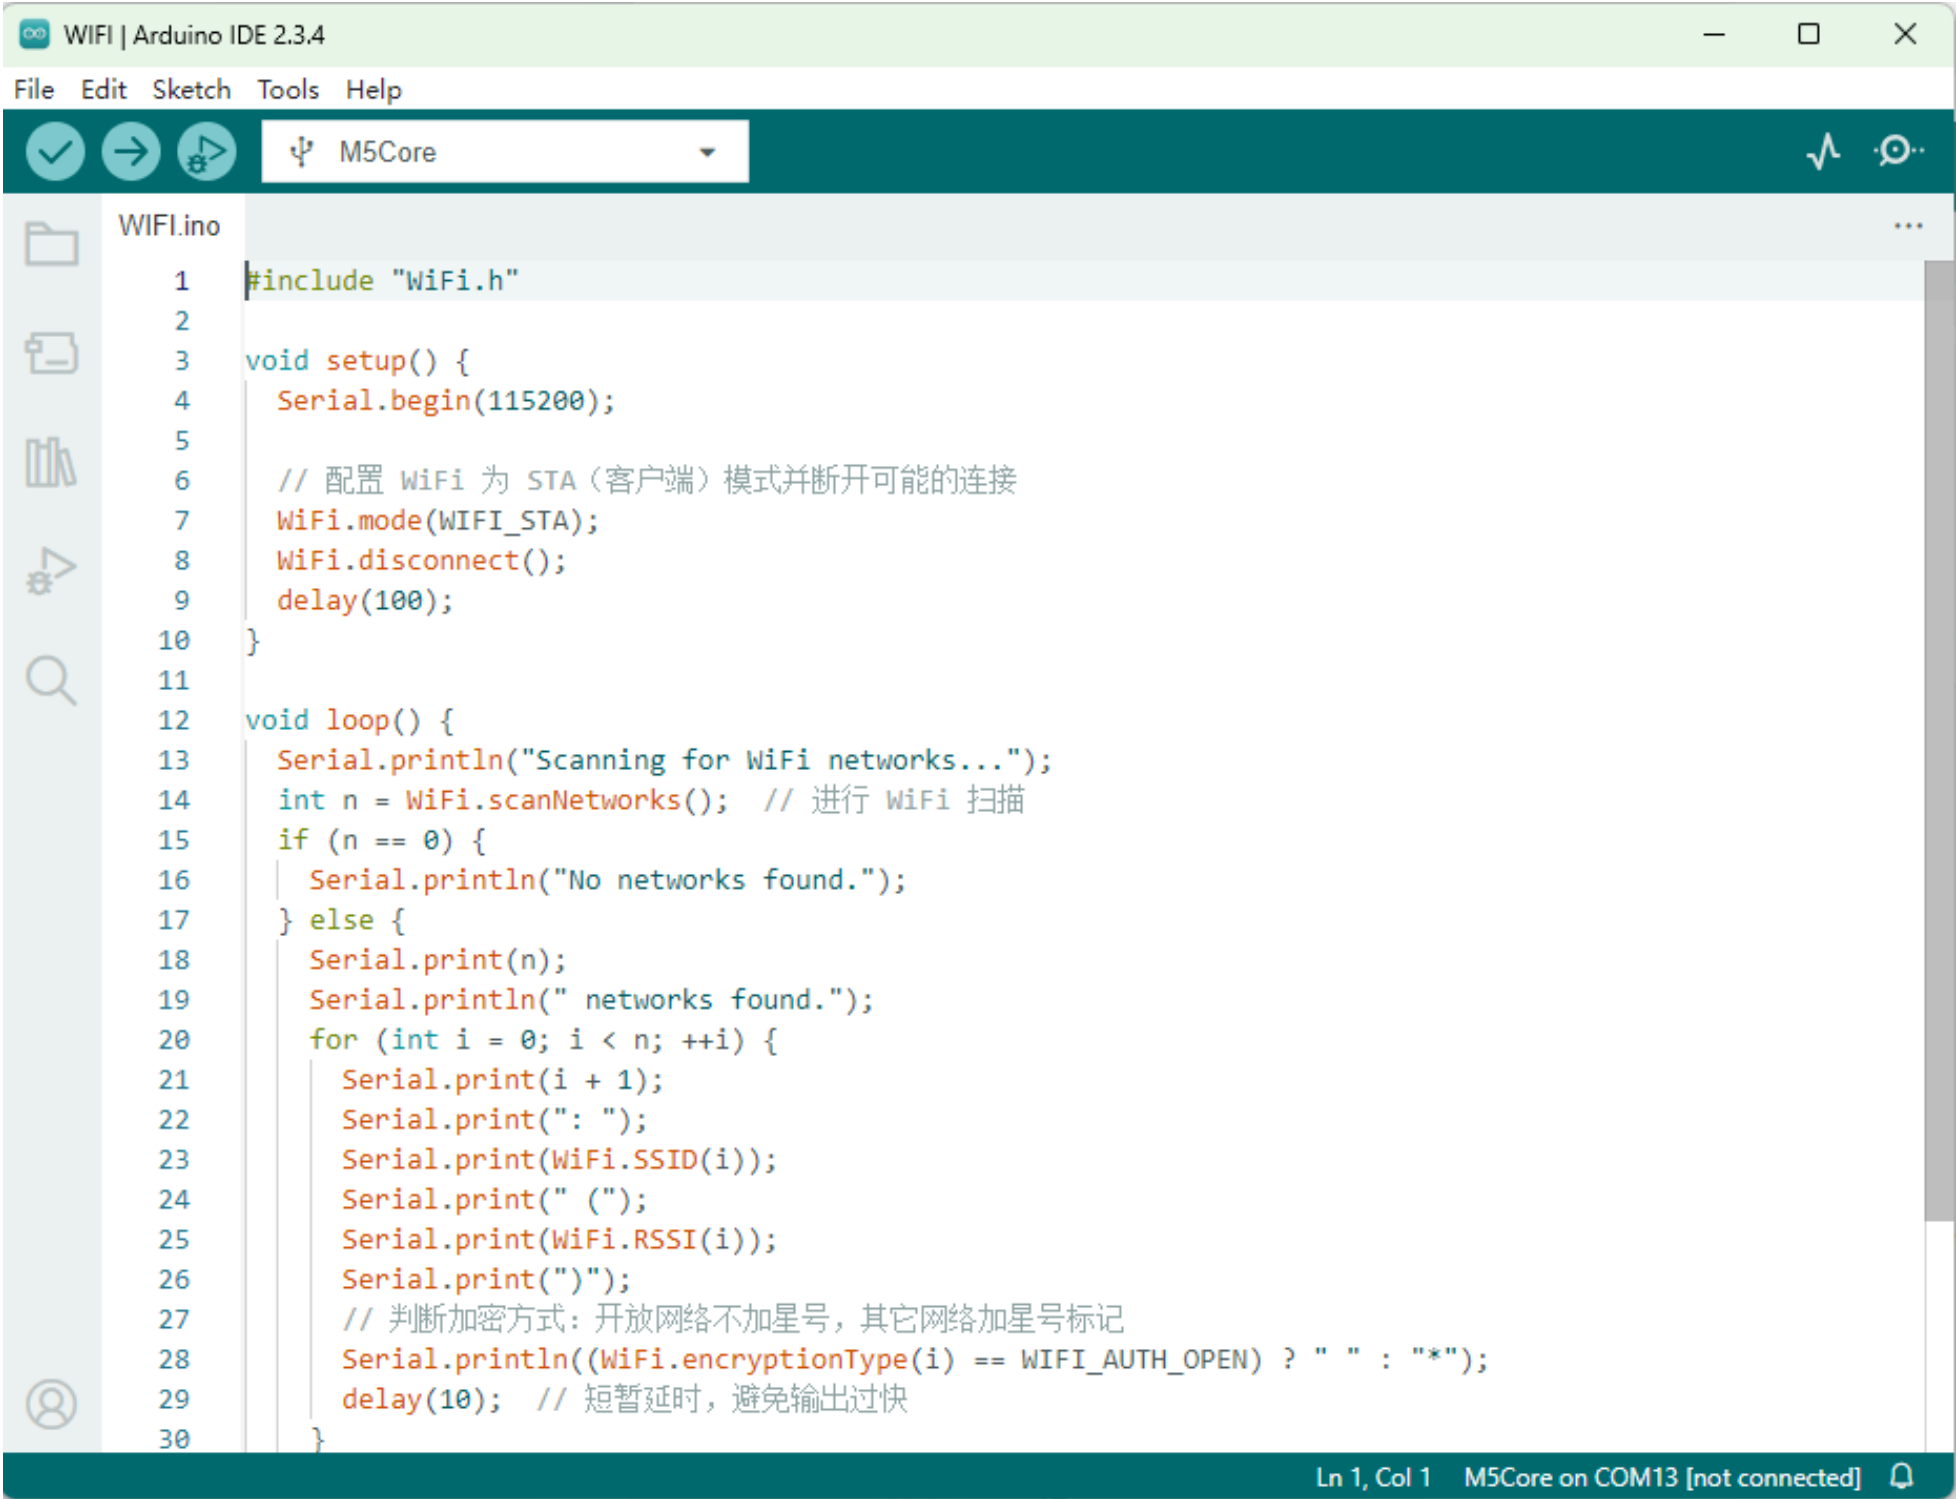 WIFI | Arduino IDE 2.3.4
File Edit Sketch Tools Help
M5Core
WIFI.ino
1 #include "WiFi.h"
2
3 void setup() {
4 Serial.begin(115200);
5
6 // 配置 WiFi 为 STA（客户端）模式并断开可能的连接
7 WiFi.mode(WIFI_STA);
8 WiFi.disconnect();
9 delay(100);
10 }
11
12 void loop() {
13 Serial.println("Scanning for WiFi networks...");
14 int n = WiFi.scanNetworks(); // 进行 WiFi 扫描
15 if (n == 0) {
16 Serial.println("No networks found.");
17 } else {
18 Serial.print(n);
19 Serial.println(" networks found.");
20 for (int i = 0; i < n; ++i) {
21 Serial.print(i + 1);
22 Serial.print(": ");
23 Serial.print(WiFi.SSID(i));
24 Serial.print(" (");
25 Serial.print(WiFi.RSSI(i));
26 Serial.print(")");
27 // 判断加密方式：开放网络不加星号，其它网络加星号标记
28 Serial.println((WiFi.encryptionType(i) == WIFI_AUTH_OPEN) ? " " : "*");
29 delay(10); // 短暂延时，避免输出过快
30 }
Ln 1, Col 1 M5Core on COM13 [not connected]